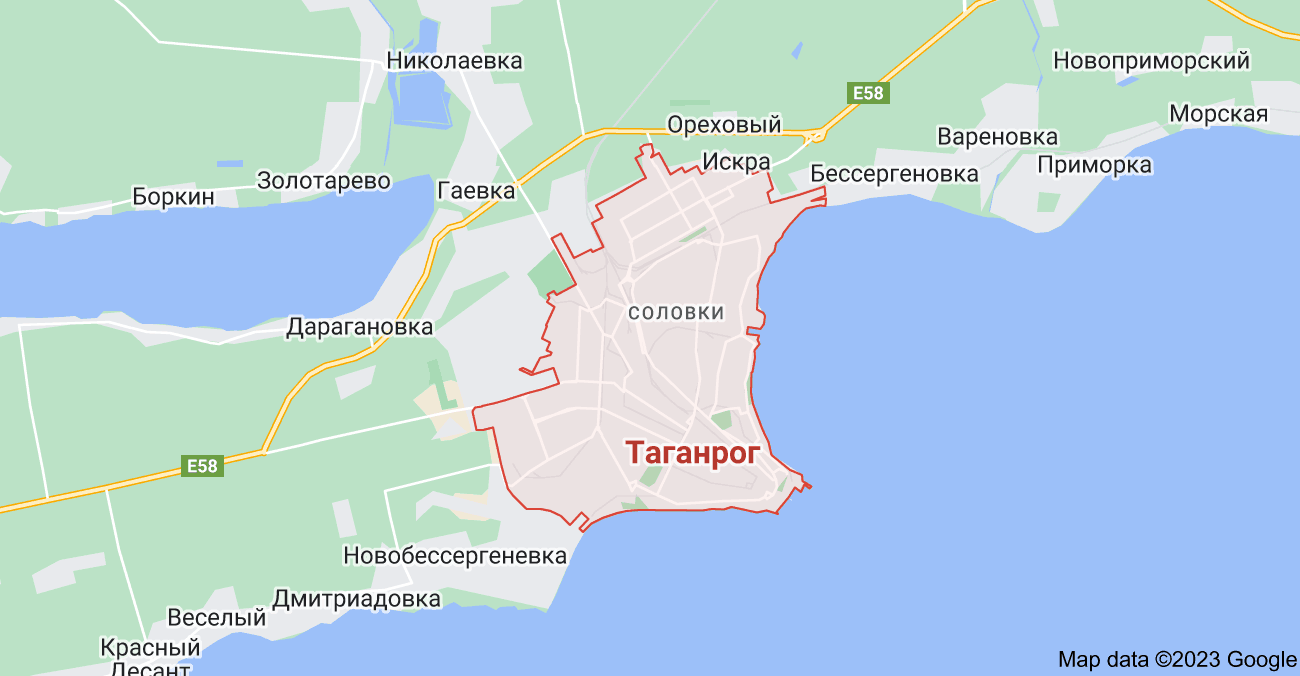 Николаевка
Новоприморский
E58
Морская
Ореховый
Вареновка
Искра
Приморка
Бессергеновка
Золотарево
Гаевка
Боркин
СОЛОВКИ
Дарагановка
Таганрог
E58
Новобессергеневка
Дмитриадовка
Веселый
Красный
Десант
Map data ©2023 Google